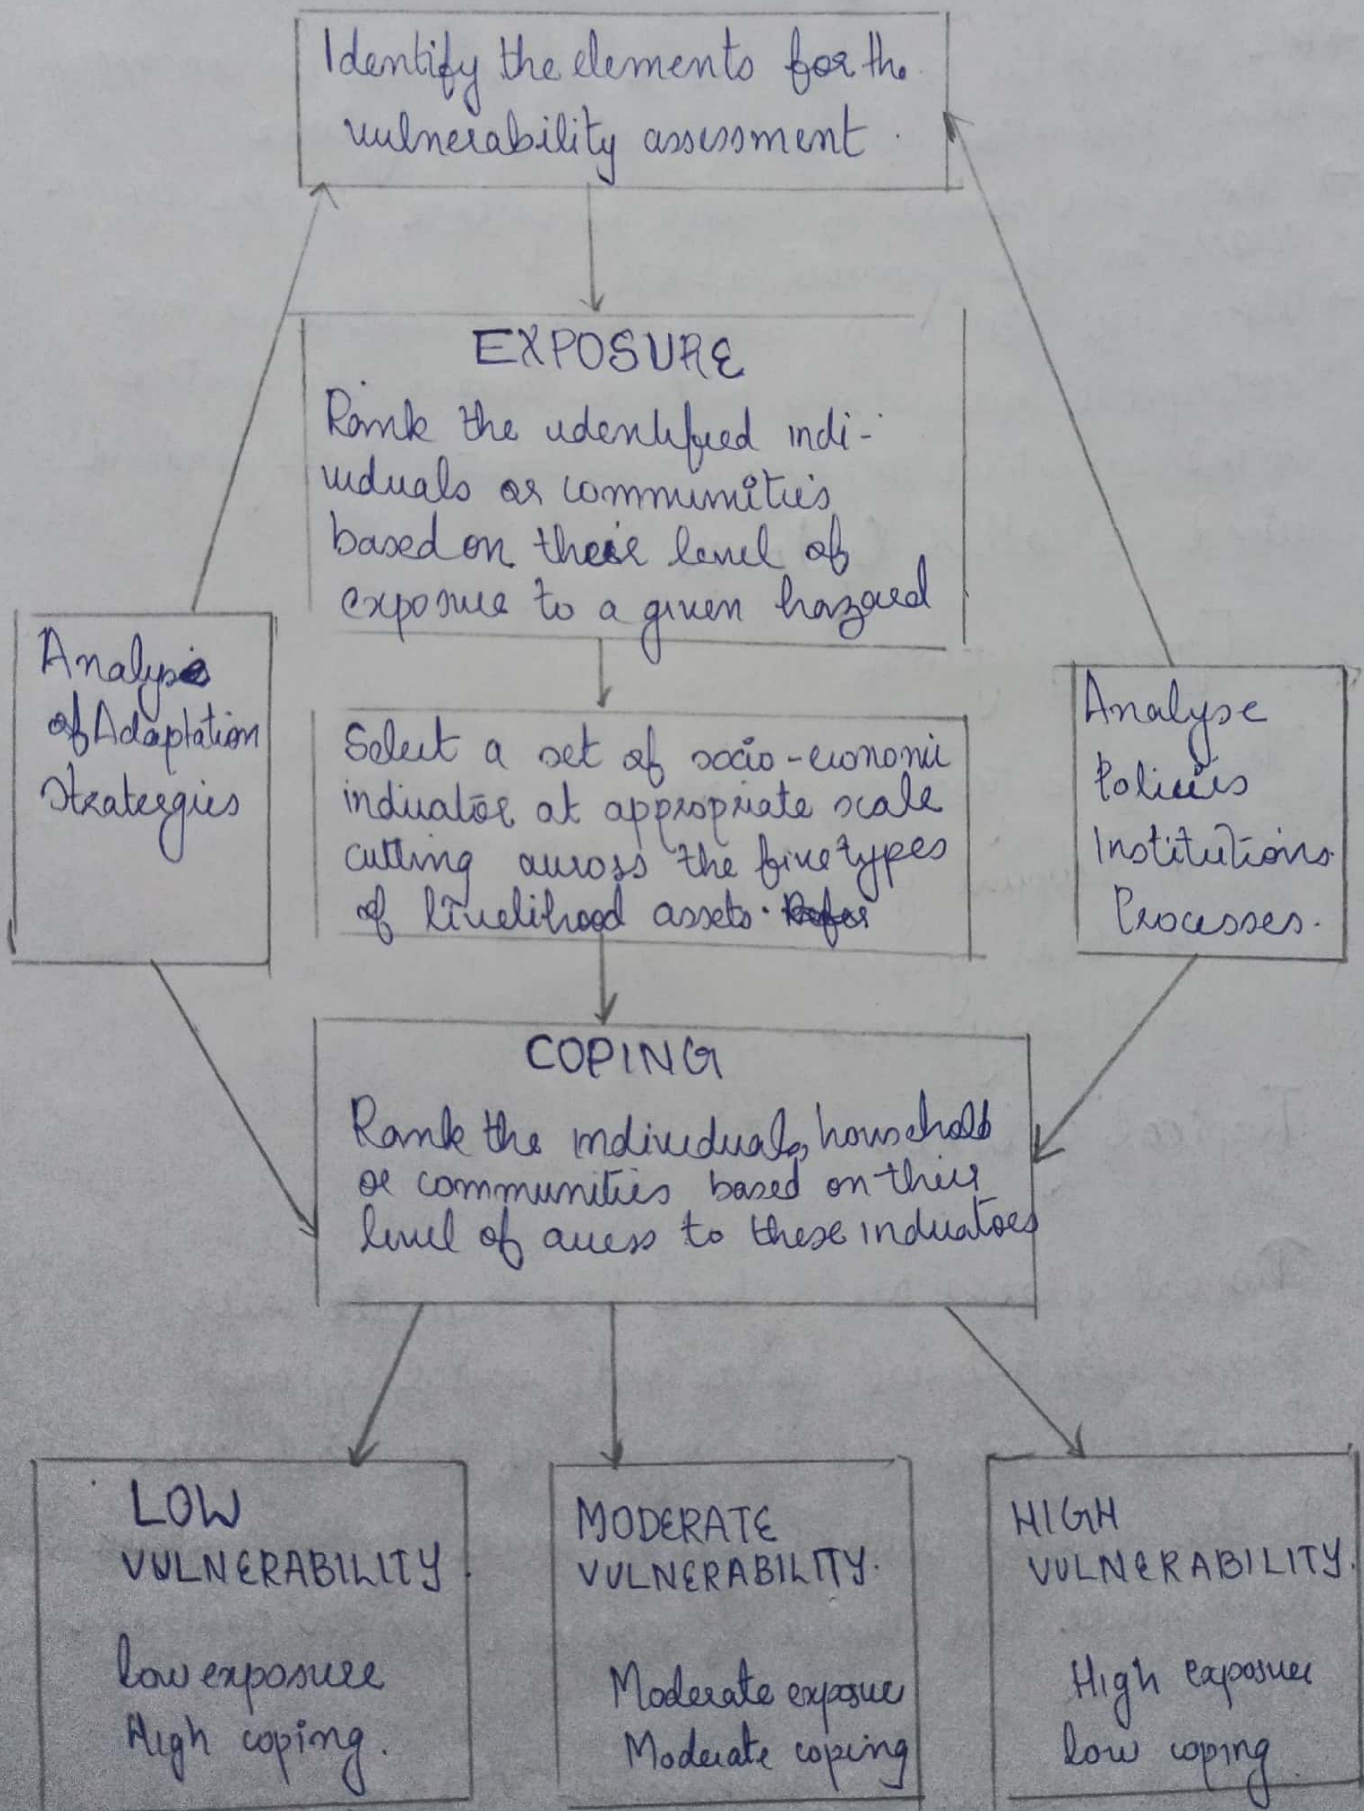 Identify the elements for the
vulnerability assessment.
EXPOSURE
Rank the identified indi-
viduals or communities
based on their level of
exposure to a given hazard
Analysis
of Adaptation
Stratergies
Select a set of socio-economic
indicator at appropriate scale
cutting across the five types
of livelihood assets.
Analyse
Policies
Institutions
Processes.
COPING
Rank the individuals, household
or communities based on their
level of access to these indicators
LOW
VULNERABILITY
low exposure
High coping.
MODERATE
VULNERABILITY.
Moderate exposure
Moderate coping
HIGH
VULNERABILITY.
High exposure
low coping